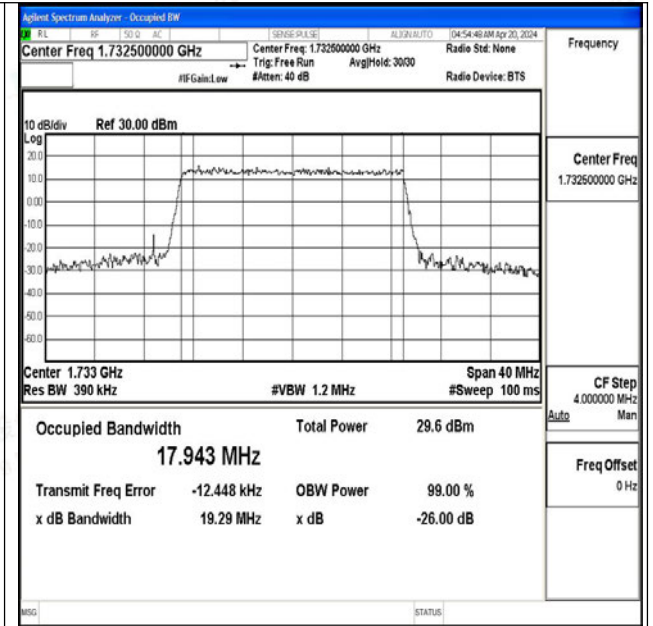 Agilent Spectrum Analyzer - Occupied BW
RL RF 50 Ω AC SENSE:PULSE ALIGN AUTO 04:54:48 AM Apr 20, 2024
Center Freq 1.732500000 GHz Center Freq: 1.732500000 GHz Radio Std: None
Trig: Free Run Avg|Hold: 30/30
#IFGain:Low #Atten: 40 dB Radio Device: BTS
10 dB/div Ref 30.00 dBm
Log
20.0
10.0
0.00
-10.0
-20.0
-30.0
-40.0
-50.0
-60.0
Center 1.733 GHz Span 40 MHz
Res BW 390 kHz #VBW 1.2 MHz #Sweep 100 ms
Occupied Bandwidth Total Power 29.6 dBm
17.943 MHz
Transmit Freq Error -12.448 kHz OBW Power 99.00 %
x dB Bandwidth 19.29 MHz x dB -26.00 dB
MSG STATUS
Frequency
Center Freq
1.732500000 GHz
CF Step
4.000000 MHz
Auto Man
Freq Offset
0 Hz